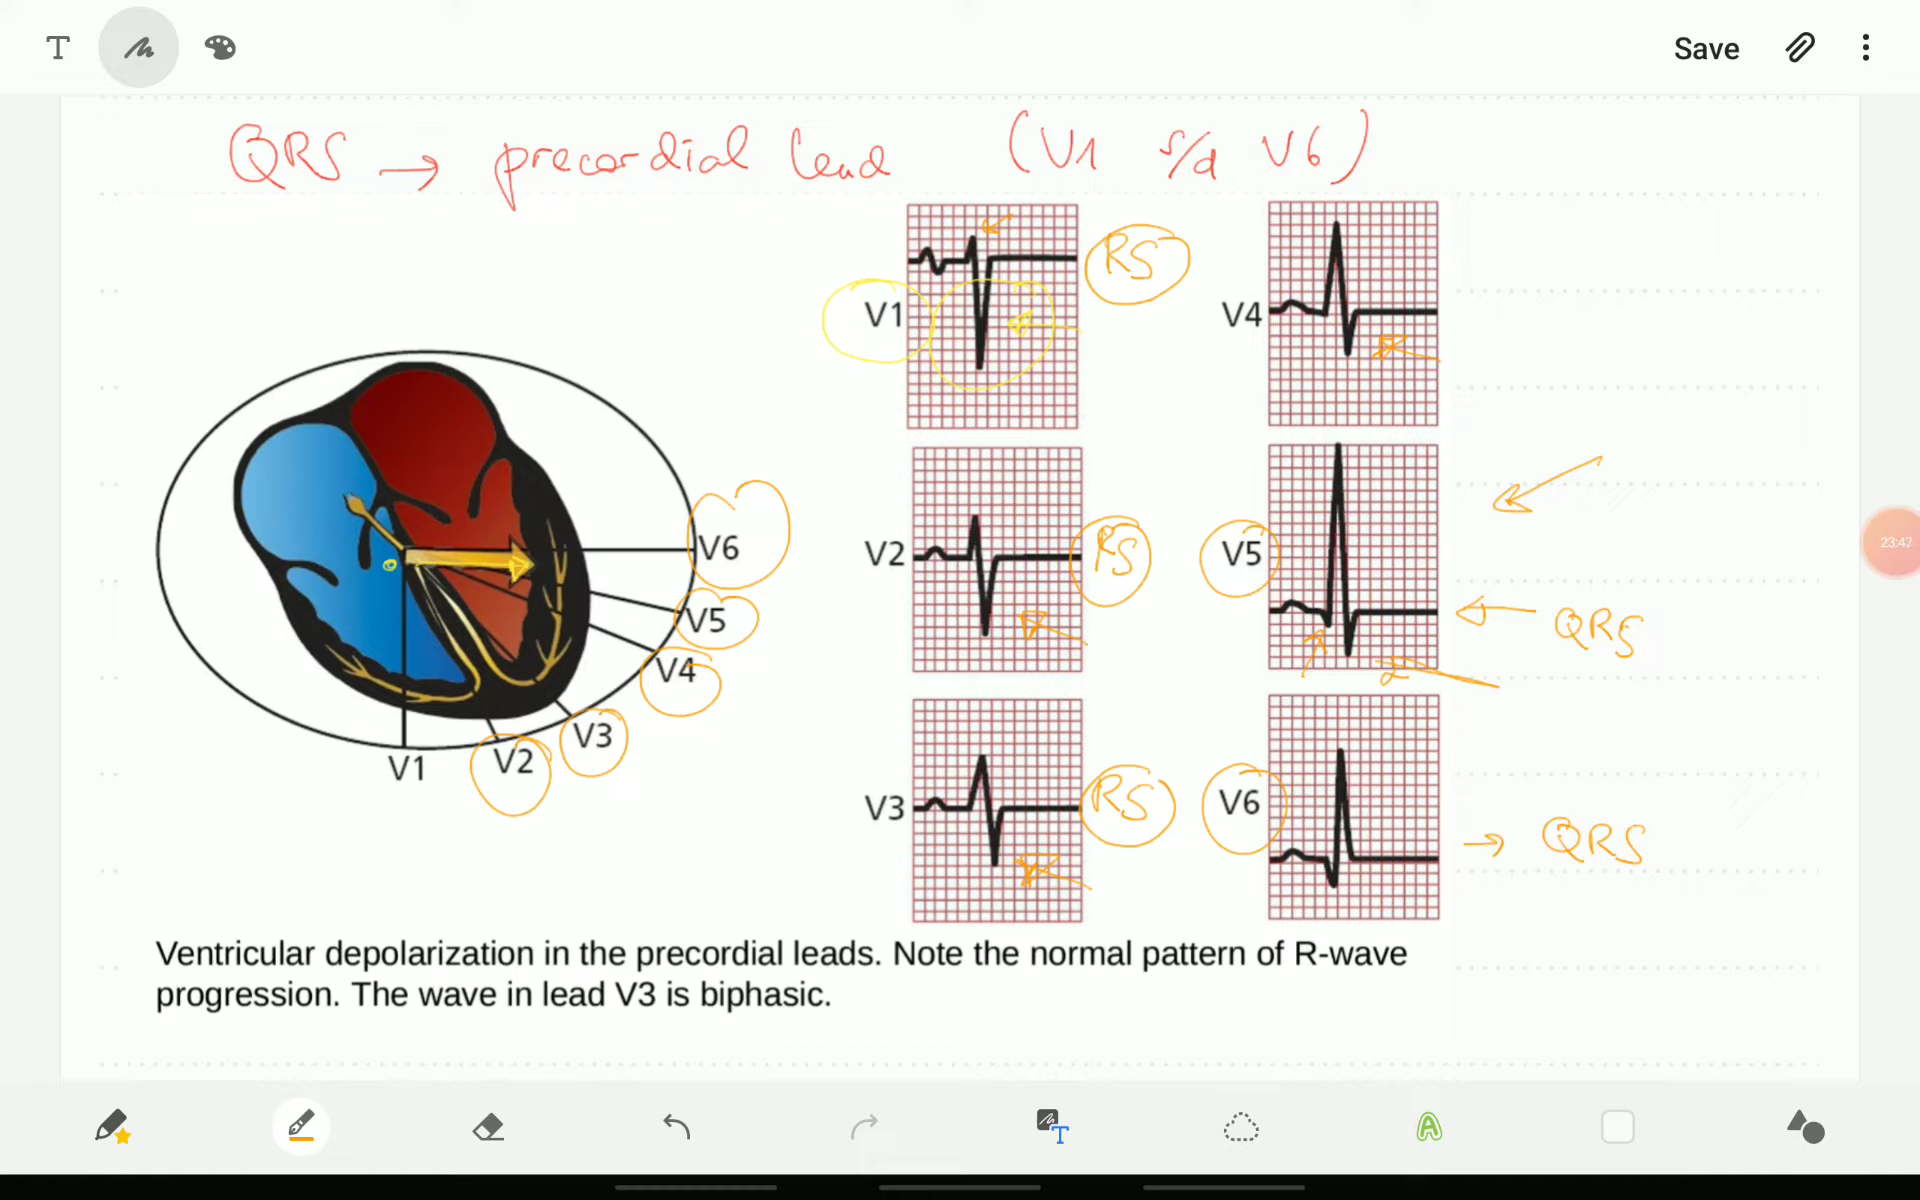 T
Save
QRS → precordial lead (V1 s/d V6)
V1
RS
V4
V2
RS
V5
QRS
V3
RS
V6
→ QRS
V6
V5
V4
V3
V2
V1
23:42
Ventricular depolarization in the precordial leads. Note the normal pattern of R-wave
progression. The wave in lead V3 is biphasic.
T
A